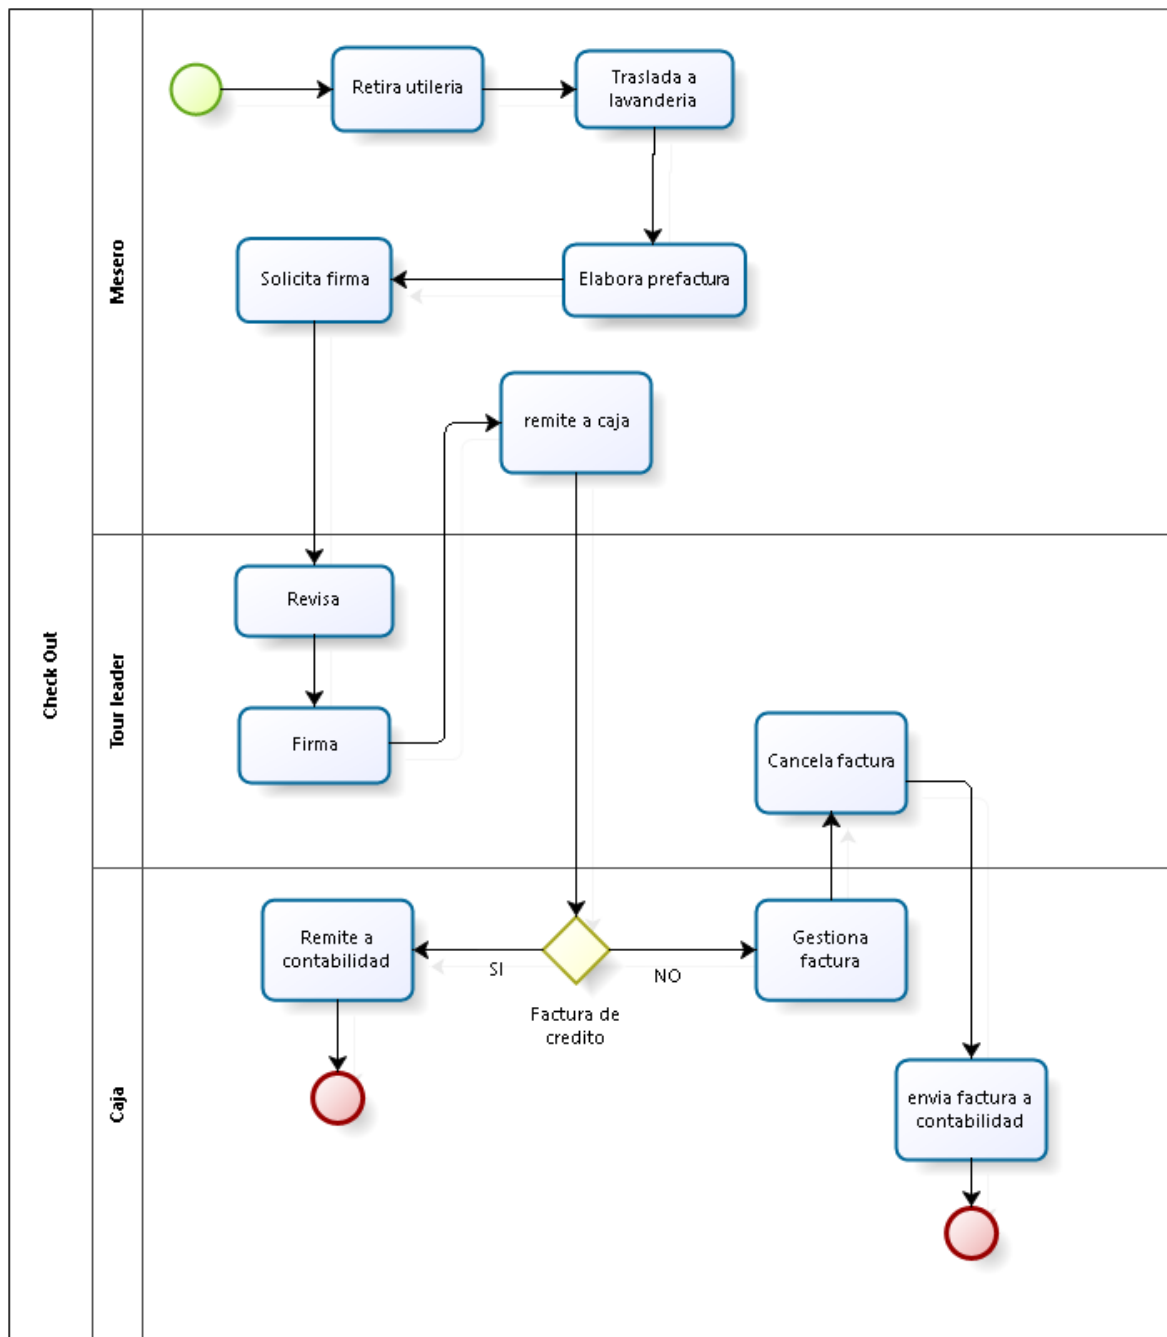 Check Out
Mesero
Retira utileria
Traslada a
lavanderia
Solicita firma
Elabora prefactura
remite a caja
Tour leader
Revisa
Firma
Cancela factura
Caja
Remite a
contabilidad
SI
Factura de
credito
NO
Gestiona
factura
envia factura a
contabilidad